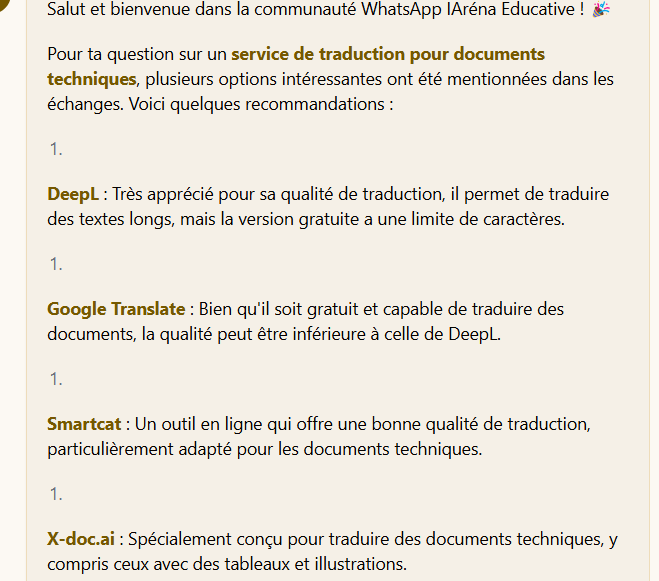 Salut et bienvenue dans la communauté WhatsApp IAréna Educative ! 🎉
Pour ta question sur un service de traduction pour documents
techniques, plusieurs options intéressantes ont été mentionnées dans les
échanges. Voici quelques recommandations :
1.
DeepL : Très apprécié pour sa qualité de traduction, il permet de traduire
des textes longs, mais la version gratuite a une limite de caractères.
1.
Google Translate : Bien qu'il soit gratuit et capable de traduire des
documents, la qualité peut être inférieure à celle de DeepL.
1.
Smartcat : Un outil en ligne qui offre une bonne qualité de traduction,
particulièrement adapté pour les documents techniques.
1.
X-doc.ai : Spécialement conçu pour traduire des documents techniques, y
compris ceux avec des tableaux et illustrations.